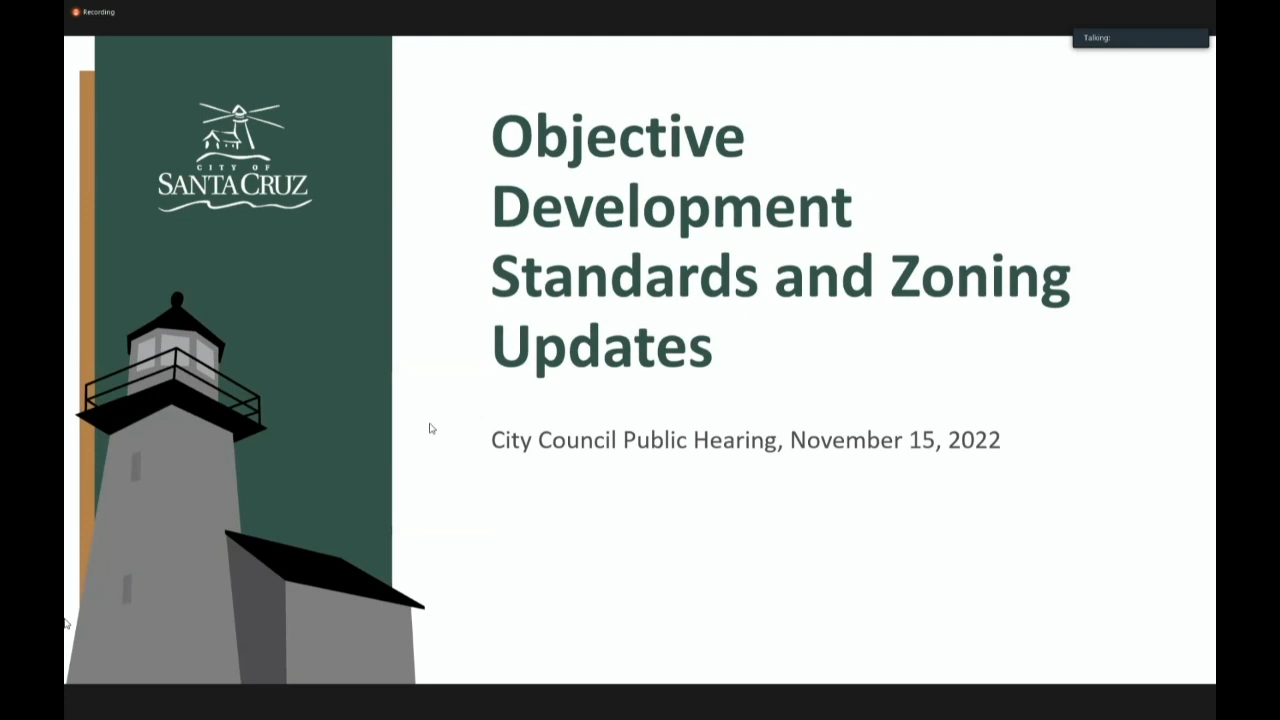 Recording
Talking:
CITY OF
SANTA CRUZ
Objective
Development
Standards and Zoning
Updates
City Council Public Hearing, November 15, 2022